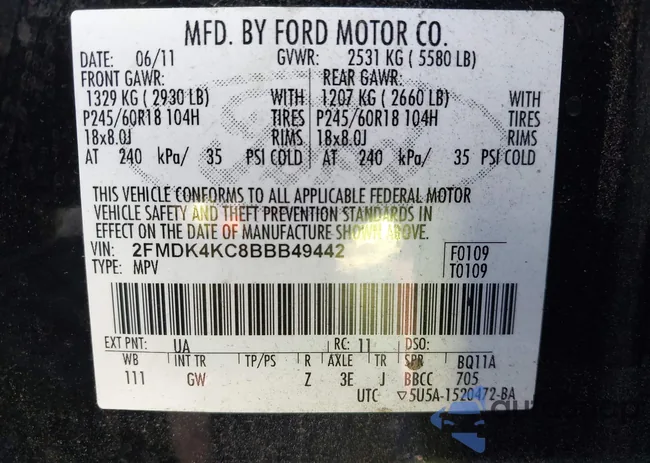 MFD. BY FORD MOTOR CO.
DATE: 06/11 GVWR: 2531 KG ( 5580 LB)
FRONT GAWR: REAR GAWR:
1329 KG ( 2930 LB) WITH 1207 KG ( 2660 LB) WITH
P245/60R18 104H TIRES P245/60R18 104H TIRES
18x8.0J RIMS 18x8.0J RIMS
AT 240 kPa/ 35 PSI COLD AT 240 kPa/ 35 PSI COLD
THIS VEHICLE CONFORMS TO ALL APPLICABLE FEDERAL MOTOR
VEHICLE SAFETY AND THEFT PREVENTION STANDARDS IN
EFFECT ON THE DATE OF MANUFACTURE SHOWN ABOVE.
VIN: 2FMDK4KC8BBB49442 F0109
TYPE: MPV T0109
EXT PNT: UA RC: 11 DSO:
WB INT TR TP/PS R AXLE TR SPR BQ11A
111 GW Z 3E J BBCC 705
UTC ▽5U5A-1520472-BA